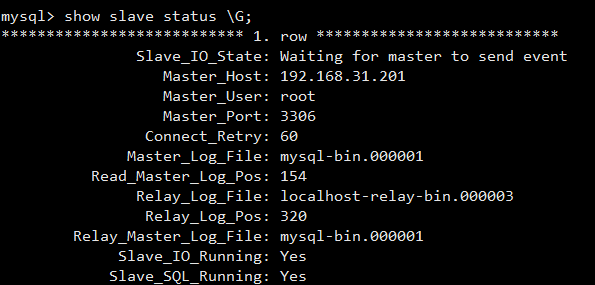 mysql> show slave status \G;
*************************** 1. row ***************************
Slave_IO_State: Waiting for master to send event
Master_Host: 192.168.31.201
Master_User: root
Master_Port: 3306
Connect_Retry: 60
Master_Log_File: mysql-bin.000001
Read_Master_Log_Pos: 154
Relay_Log_File: localhost-relay-bin.000003
Relay_Log_Pos: 320
Relay_Master_Log_File: mysql-bin.000001
Slave_IO_Running: Yes
Slave_SQL_Running: Yes